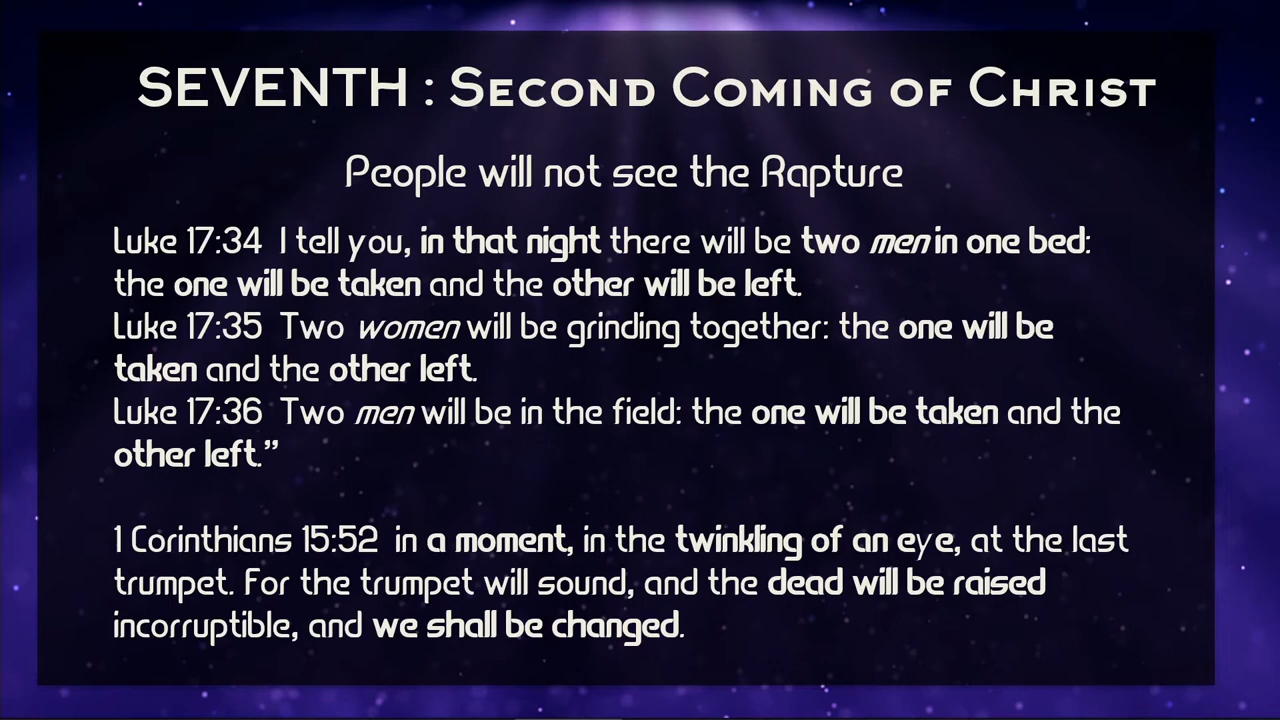 SEVENTH : Second Coming of Christ
People will not see the Rapture
Luke 17:34 I tell you, in that night there will be two men in one bed:
the one will be taken and the other will be left.
Luke 17:35 Two women will be grinding together: the one will be
taken and the other left.
Luke 17:36 Two men will be in the field: the one will be taken and the
other left.”
1 Corinthians 15:52 in a moment, in the twinkling of an eye, at the last
trumpet. For the trumpet will sound, and the dead will be raised
incorruptible, and we shall be changed.